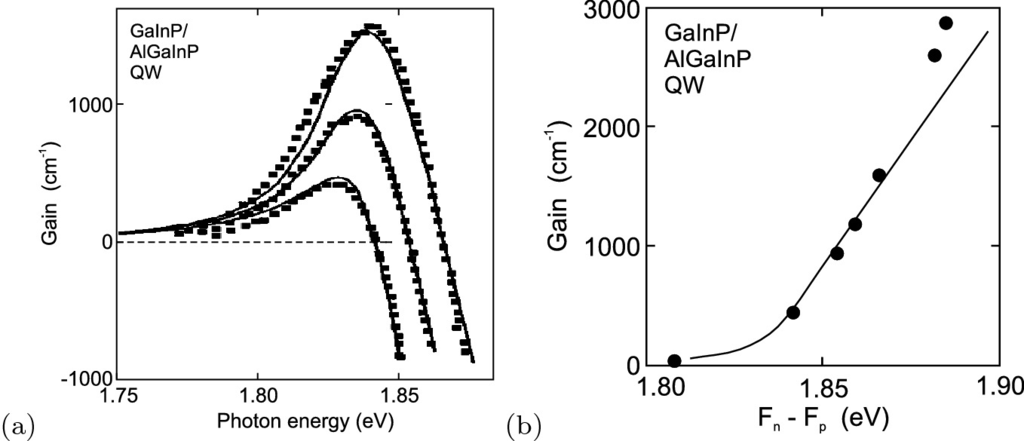 GaInP/
AlGaInP
QW
1000
0
-1000
1.75
1.80
1.85
Gain (cm-1)
Photon energy (eV)
(a)
GaInP/
AlGaInP
QW
3000
2000
1000
0
1.80
1.85
1.90
Gain (cm-1)
Fn - Fp (eV)
(b)